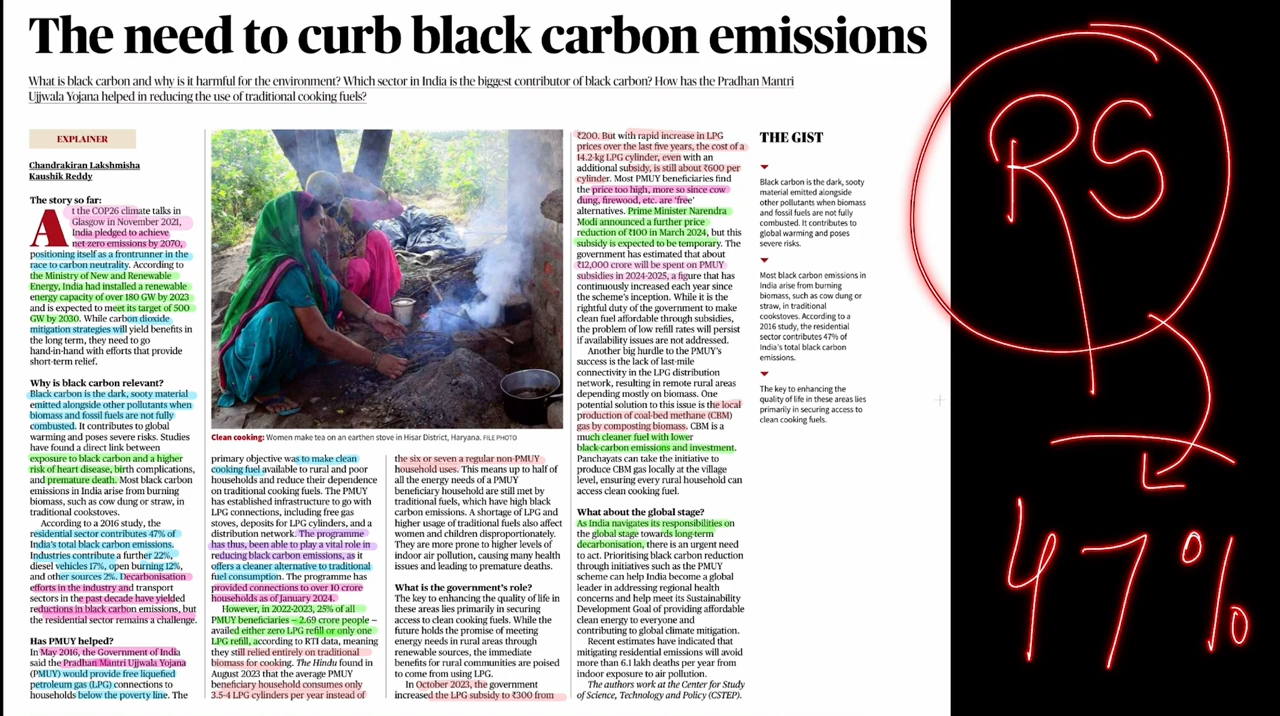 The need to curb black carbon emissions
What is black carbon and why is it harmful for the environment? Which sector in India is the biggest contributor of black carbon? How has the Pradhan Mantri
Ujjwala Yojana helped in reducing the use of traditional cooking fuels?
EXPLAINER
Chandrakiran Lakshmisha
Kaushik Reddy
The story so far:
At the COP26 climate talks in
Glasgow in November 2021,
India pledged to achieve
net zero emissions by 2070,
positioning itself as a frontrunner in the
race to carbon neutrality. According to
the Ministry of New and Renewable
Energy, India had installed a renewable
energy capacity of over 180 GW by 2023
and is expected to meet its target of 500
GW by 2030. While carbon dioxide
mitigation strategies will yield benefits in
the long term, they need to go
hand-in-hand with efforts that provide
short-term relief.
Why is black carbon relevant?
Black carbon is the dark, sooty material
emitted alongside other pollutants when
biomass and fossil fuels are not fully
combusted. It contributes to global
warming and poses severe risks. Studies
have found a direct link between
exposure to black carbon and a higher
risk of heart disease, birth complications,
and premature death. Most black carbon
emissions in India arise from burning
biomass, such as cow dung or straw, in
traditional cookstoves.
According to a 2016 study, the
residential sector contributes 47% of
India's total black carbon emissions.
Industries contribute a further 22%,
diesel vehicles 17%, open burning 12%,
and other sources 2%. Decarbonisation
efforts in the industry and transport
sectors in the past decade have yielded
reductions in black carbon emissions, but
the residential sector remains a challenge.
Has PMUY helped?
In May 2016, the Government of India
said the Pradhan Mantri Ujjwala Yojana
(PMUY) would provide free liquefied
petroleum gas (LPG) connections to
households below the poverty line. The
Clean cooking: Women make tea on an earthen stove in Hisar District, Haryana. FILE PHOTO
primary objective was to make clean
cooking fuel available to rural and poor
households and reduce their dependence
on traditional cooking fuels. The PMUY
has established infrastructure to go with
LPG connections, including free gas
stoves, deposits for LPG cylinders, and a
distribution network. The programme
has thus, been able to play a vital role in
reducing black carbon emissions, as it
offers a cleaner alternative to traditional
fuel consumption. The programme has
provided connections to over 10 crore
households as of January 2024.
However, in 2022-2023, 25% of all
PMUY beneficiaries – 2.69 crore people –
availed either zero LPG refill or only one
LPG refill, according to RTI data, meaning
they still relied entirely on traditional
biomass for cooking. The Hindu found in
August 2023 that the average PMUY
beneficiary household consumes only
3.5-4 LPG cylinders per year instead of
the six or seven a regular non-PMUY
household uses. This means up to half of
all the energy needs of a PMUY
beneficiary household are still met by
traditional fuels, which have high black
carbon emissions. A shortage of LPG and
higher usage of traditional fuels also affect
women and children disproportionately.
They are more prone to higher levels of
indoor air pollution, causing many health
issues and leading to premature deaths.
What is the government's role?
The key to enhancing the quality of life in
these areas lies primarily in securing
access to clean cooking fuels. While the
future holds the promise of meeting
energy needs in rural areas through
renewable sources, the immediate
benefits for rural communities are poised
to come from using LPG.
In October 2023, the government
increased the LPG subsidy to ₹300 from
₹200. But with rapid increase in LPG
prices over the last five years, the cost of a
14.2-kg LPG cylinder, even with an
additional subsidy, is still about ₹600 per
cylinder. Most PMUY beneficiaries find
the price too high, more so since cow
dung, firewood, etc. are 'free'
alternatives. Prime Minister Narendra
Modi announced a further price
reduction of ₹100 in March 2024, but this
subsidy is expected to be temporary. The
government has estimated that about
₹12,000 crore will be spent on PMUY
subsidies in 2024-2025, a figure that has
continuously increased each year since
the scheme's inception. While it is the
rightful duty of the government to make
clean fuel affordable through subsidies,
the problem of low refill rates will persist
if availability issues are not addressed.
Another big hurdle to the PMUY's
success is the lack of last-mile
connectivity in the LPG distribution
network, resulting in remote rural areas
depending mostly on biomass. One
potential solution to this issue is the local
production of coal-bed methane (CBM)
gas by composting biomass. CBM is a
much cleaner fuel with lower
black-carbon emissions and investment.
Panchayats can take the initiative to
produce CBM gas locally at the village
level, ensuring every rural household can
access clean cooking fuel.
What about the global stage?
As India navigates its responsibilities on
the global stage towards long-term
decarbonisation, there is an urgent need
to act. Prioritising black carbon reduction
through initiatives such as the PMUY
scheme can help India become a global
leader in addressing regional health
concerns and help meet its Sustainability
Development Goal of providing affordable
clean energy to everyone and
contributing to global climate mitigation.
Recent estimates have indicated that
mitigating residential emissions will avoid
more than 6.1 lakh deaths per year from
indoor exposure to air pollution.
The authors work at the Center for Study
of Science, Technology and Policy (CSTEP).
THE GIST
Black carbon is the dark, sooty
material emitted alongside
other pollutants when biomass
and fossil fuels are not fully
combusted. It contributes to
global warming and poses
severe risks.
Most black carbon emissions in
India arise from burning
biomass, such as cow dung or
straw, in traditional
cookstoves. According to a
2016 study, the residential
sector contributes 47% of
India's total black carbon
emissions.
The key to enhancing the
quality of life in these areas lies
primarily in securing access to
clean cooking fuels.
RS
47%